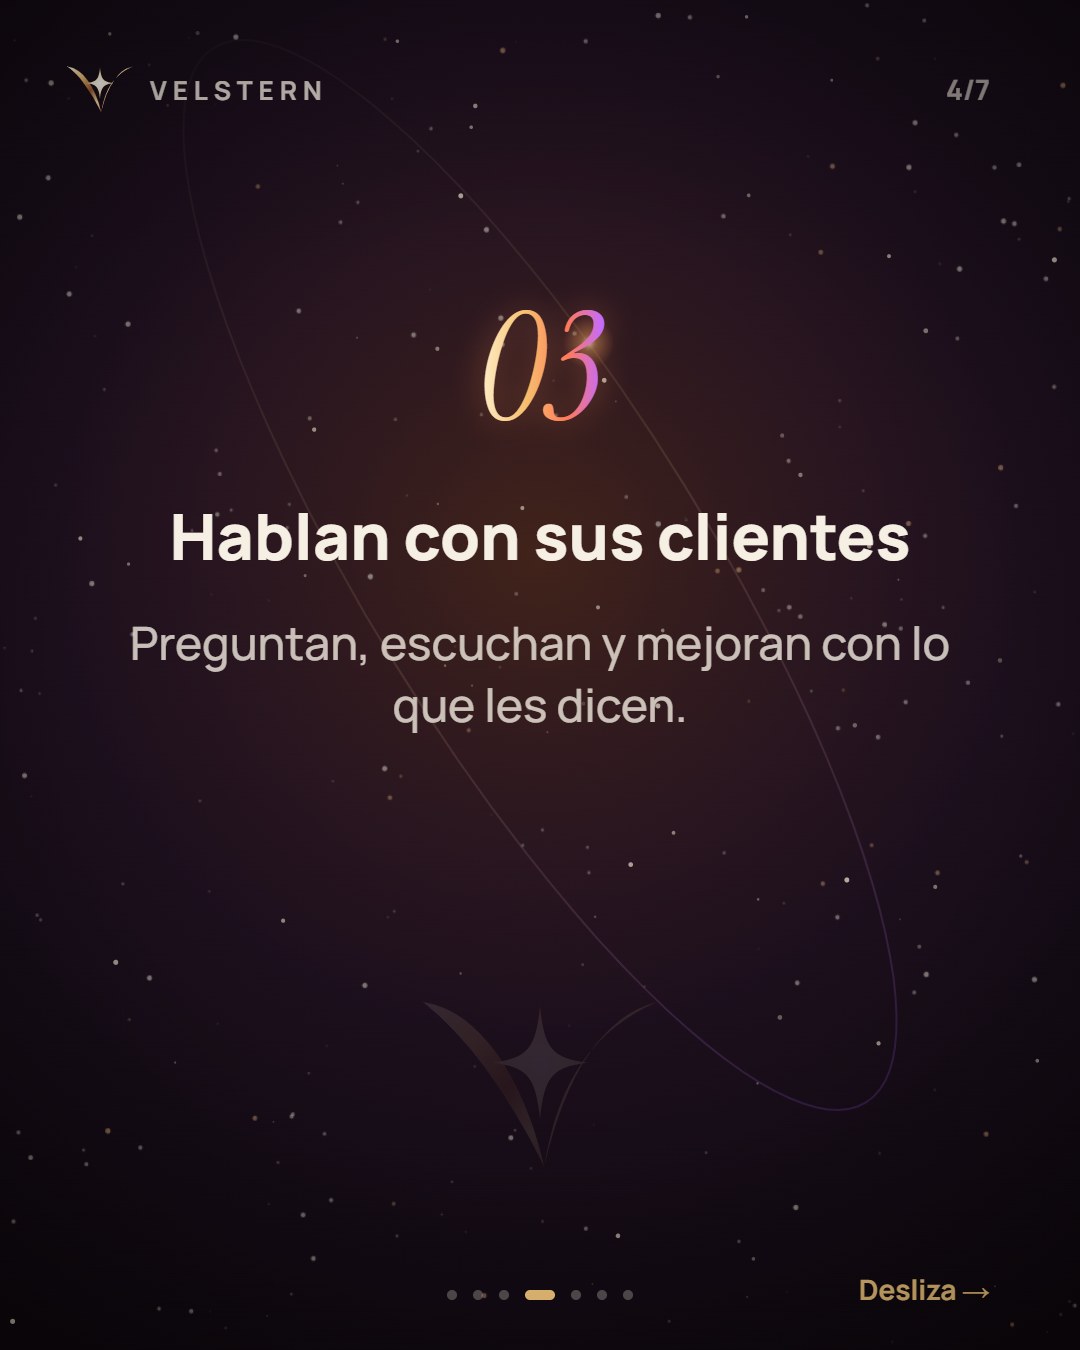 VELSTERN
4/7
03
Hablan con sus clientes
Preguntan, escuchan y mejoran con lo
que les dicen.
Desliza →